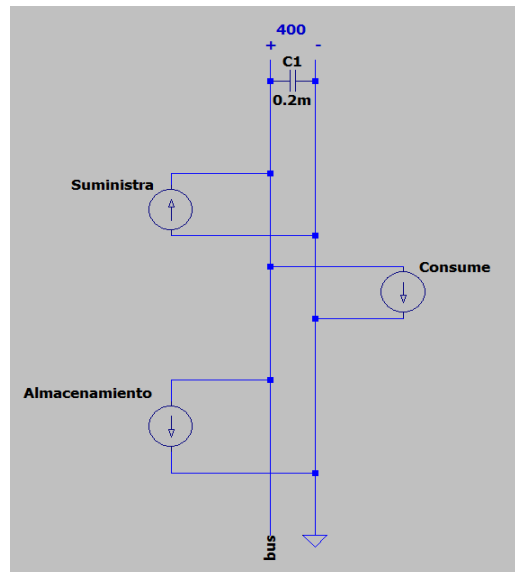 400
+ -
C1
0.2m
Suministra
Consume
Almacenamiento
bus